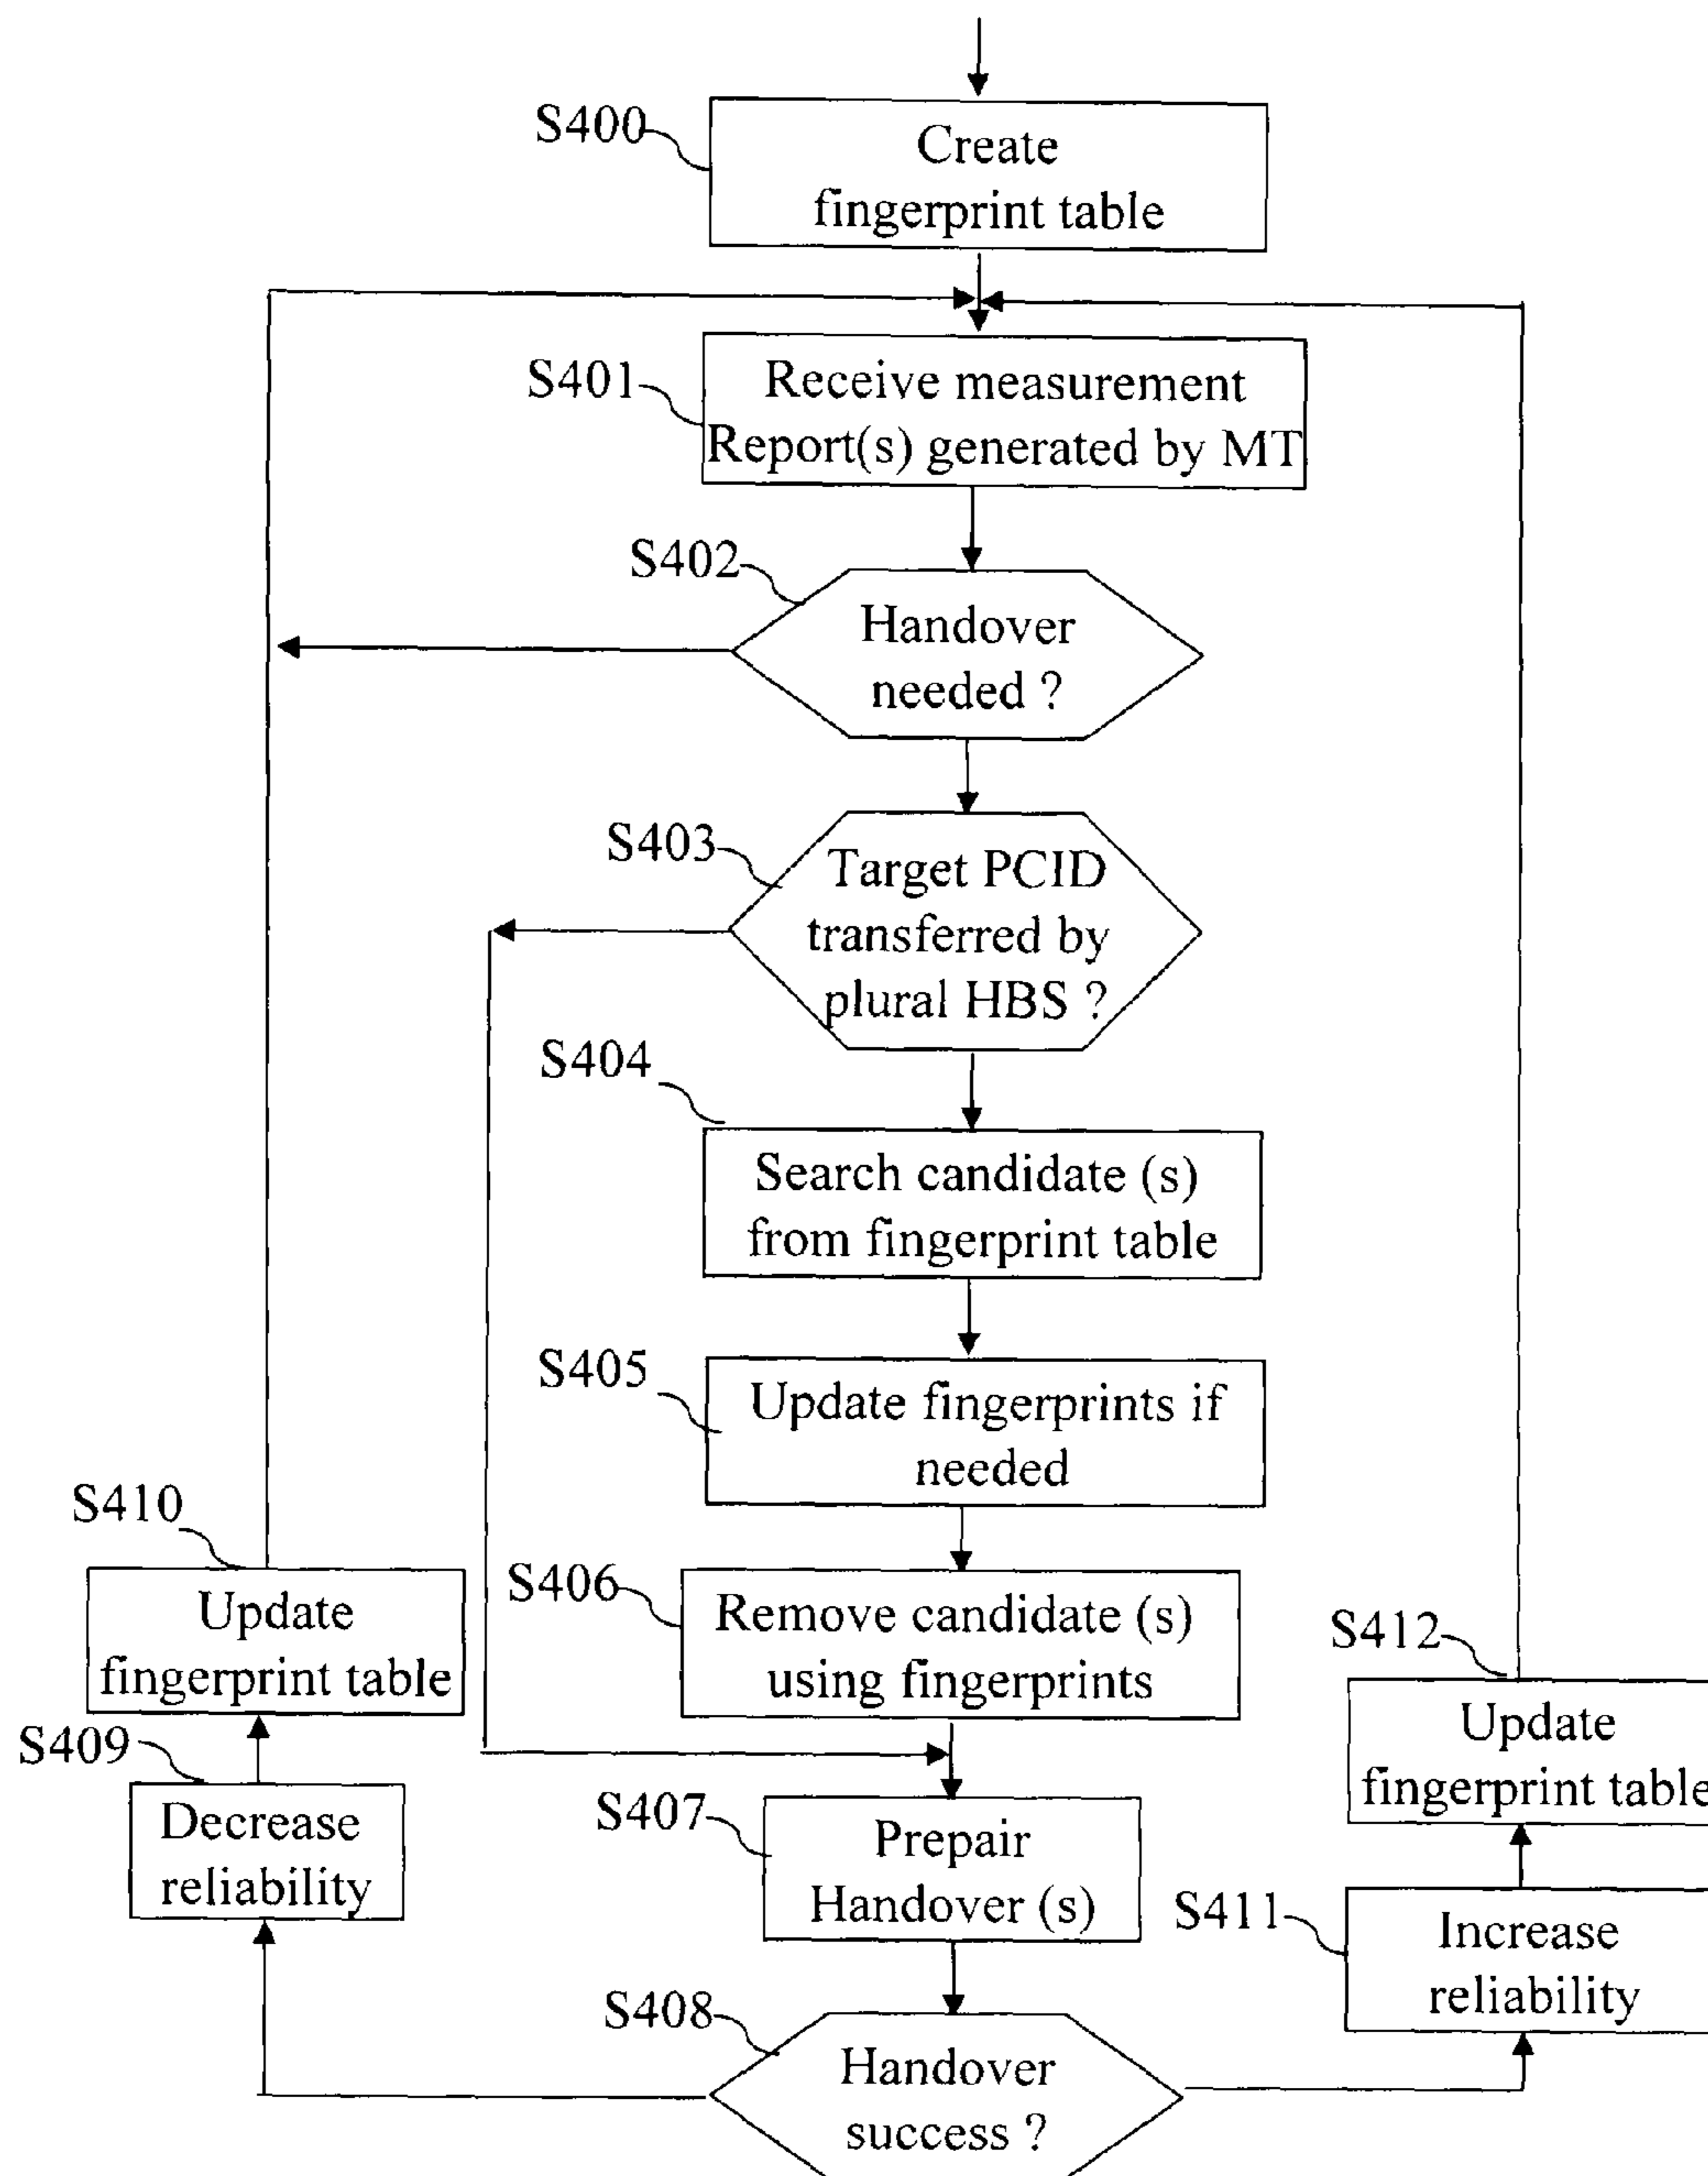 S400
Create
fingerprint table
S401
Receive measurement
Report(s) generated by MT
S402
Handover
needed ?
S403
Target PCID
transferred by
plural HBS ?
S404
Search candidate (s)
from fingerprint table
S405
Update fingerprints if
needed
S406
Remove candidate (s)
using fingerprints
S407
Prepair
Handover (s)
S408
Handover
success ?
S409
Decrease
reliability
S410
Update
fingerprint table
S411
Increase
reliability
S412
Update
fingerprint table